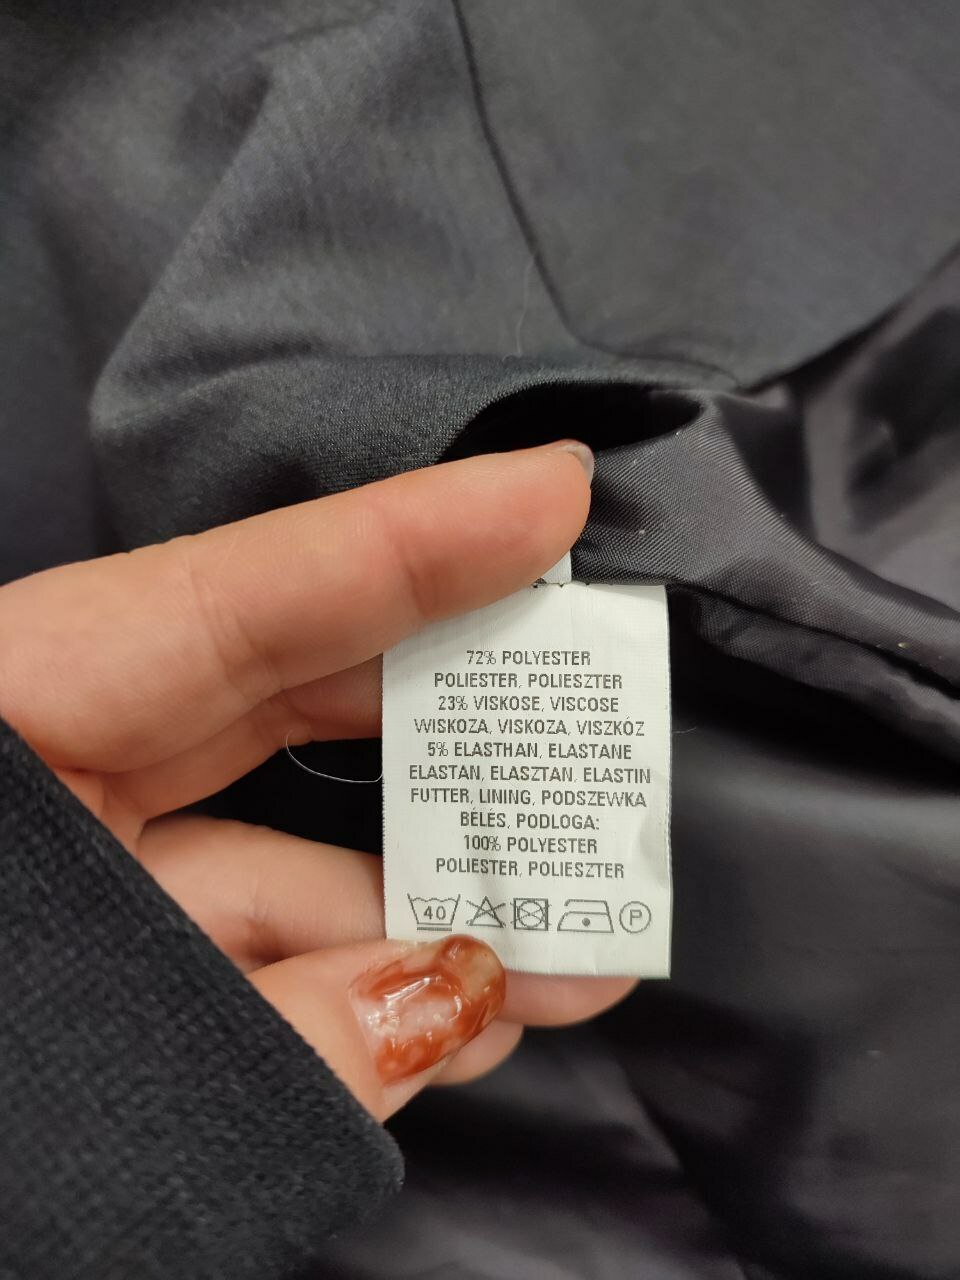 72% POLYESTER
POLIESTER, POLIESZTER
23% VISKOSE, VISCOSE
WISKOZA, VISKOZA, VISZKÓZ
5% ELASTHAN, ELASTANE
ELASTAN, ELASZTAN, ELASTIN
FUTTER, LINING, PODSZEWKA
BÉLÉS, PODLOGA:
100% POLYESTER
POLIESTER, POLIESZTER
40 P